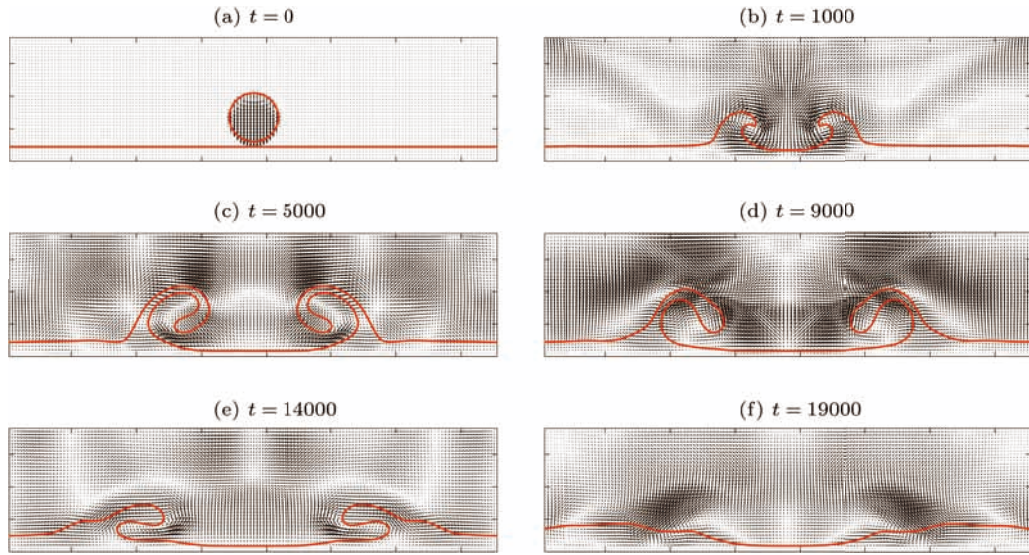 (a) t = 0
(b) t = 1000
(c) t = 5000
(d) t = 9000
(e) t = 14000
(f) t = 19000